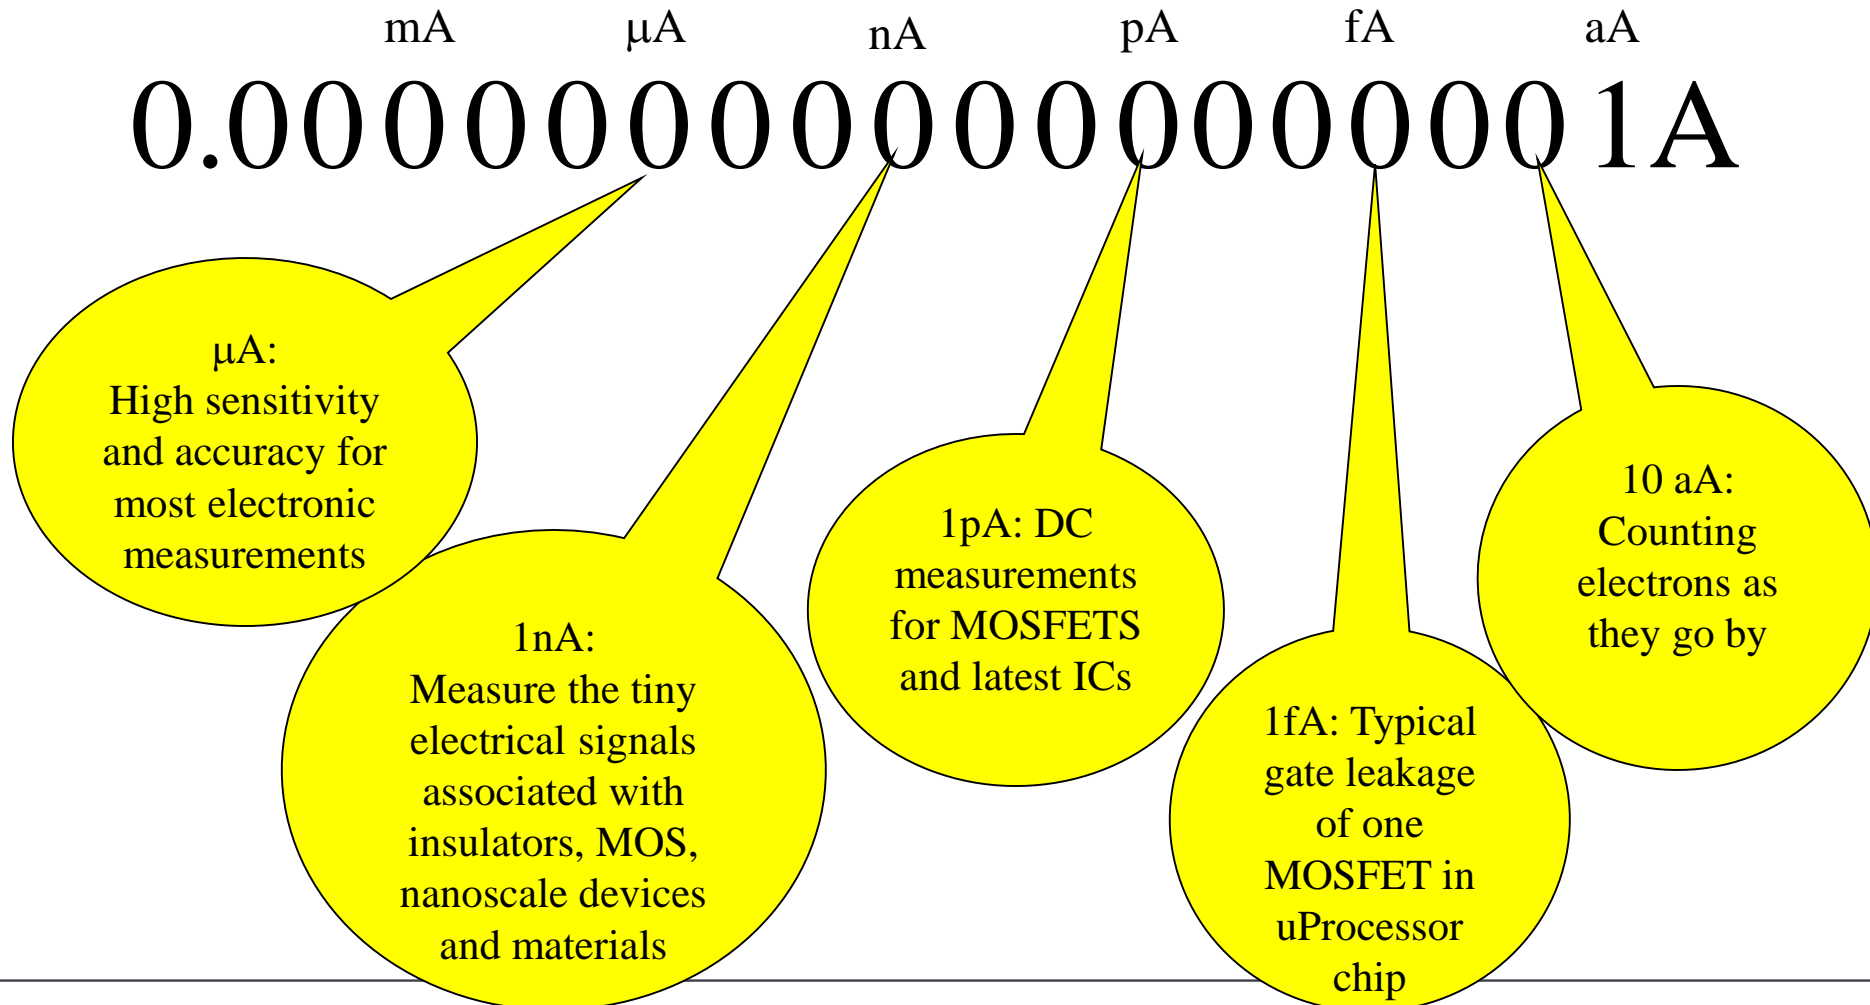 mA μA nA pA fA aA
0.000000000000000001A
μA:
High sensitivity
and accuracy for
most electronic
measurements
1nA:
Measure the tiny
electrical signals
associated with
insulators, MOS,
nanoscale devices
and materials
1pA: DC
measurements
for MOSFETS
and latest ICs
1fA: Typical
gate leakage
of one
MOSFET in
uProcessor
chip
10 aA:
Counting
electrons as
they go by